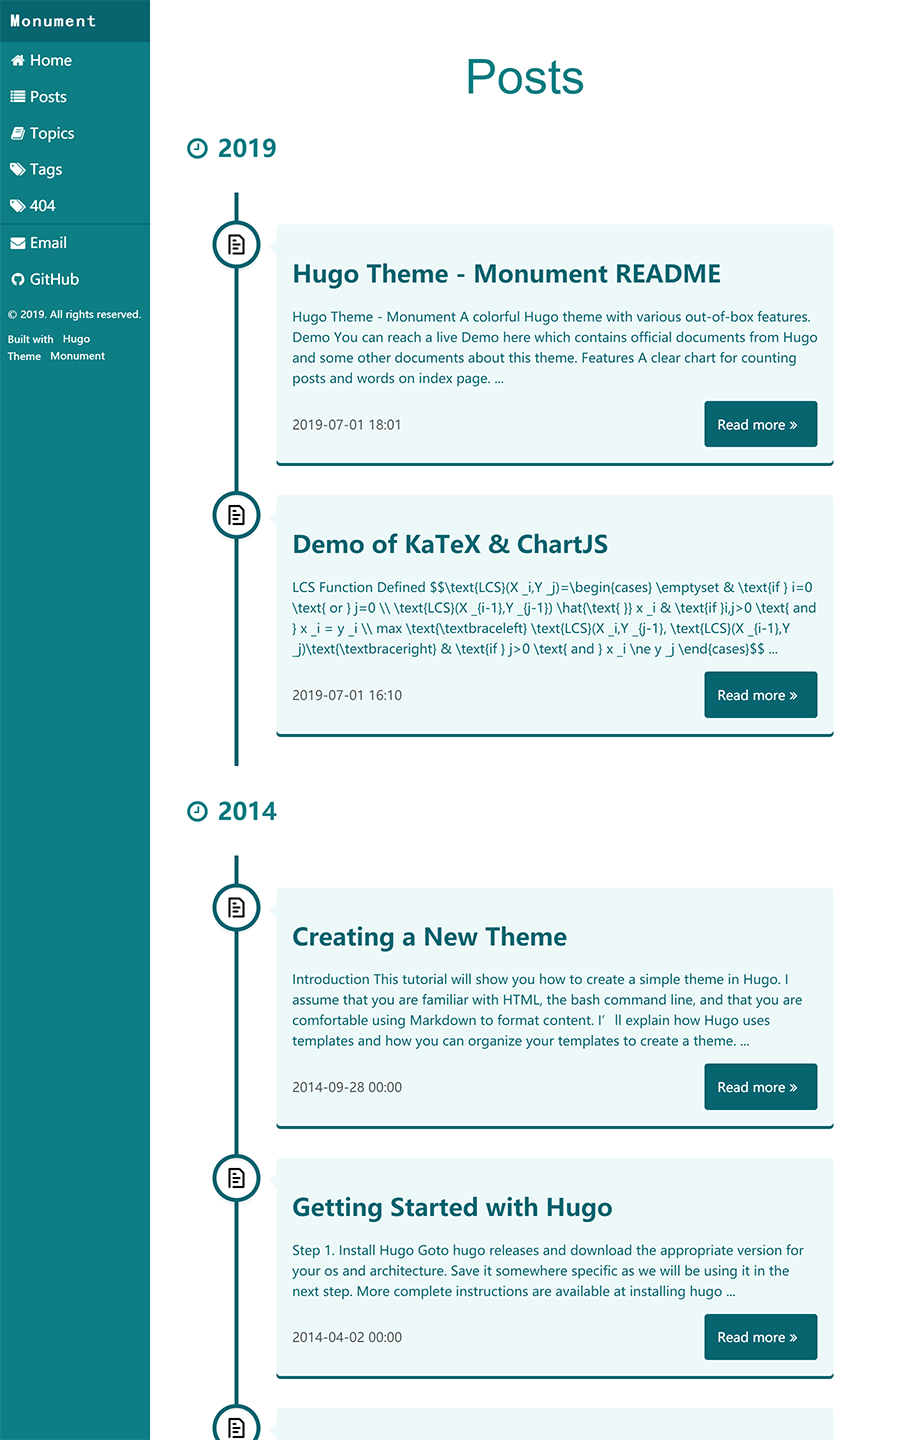 Monument
Home
Posts
Topics
Tags
404
Email
GitHub
© 2019. All rights reserved.
Built with Hugo
Theme Monument
Posts
2019
Hugo Theme - Monument README
Hugo Theme - Monument A colorful Hugo theme with various out-of-box features.
Demo You can reach a live Demo here which contains official documents from Hugo
and some other documents about this theme. Features A clear chart for counting
posts and words on index page. ...
2019-07-01 18:01
Read more »
Demo of KaTeX & ChartJS
LCS Function Defined $$\text{LCS}(X _i,Y _j)=\begin{cases} \emptyset & \text{if } i=0
\text{ or } j=0 \\ \text{LCS}(X _{i-1},Y _{j-1}) \hat{\text{ }} x _i & \text{if }i,j>0 \text{ and
} x _i = y _i \\ max \text{\textbraceleft} \text{LCS}(X _i,Y _{j-1}, \text{LCS}(X _{i-1},Y
_j)\text{\textbraceright} & \text{if } j>0 \text{ and } x _i \ne y _j \end{cases}$$ ...
2019-07-01 16:10
Read more »
2014
Creating a New Theme
Introduction This tutorial will show you how to create a simple theme in Hugo. I
assume that you are familiar with HTML, the bash command line, and that you are
comfortable using Markdown to format content. I’ll explain how Hugo uses
templates and how you can organize your templates to create a theme. ...
2014-09-28 00:00
Read more »
Getting Started with Hugo
Step 1. Install Hugo Goto hugo releases and download the appropriate version for
your os and architecture. Save it somewhere specific as we will be using it in the
next step. More complete instructions are available at installing hugo ...
2014-04-02 00:00
Read more »